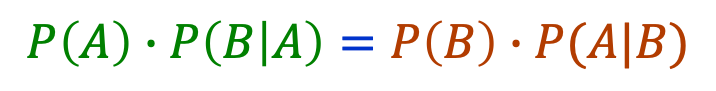 P(A) · P(B|A) = P(B) · P(A|B)